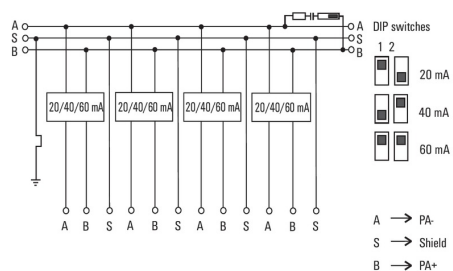 A A DIP switches
S S 1 2
B B
20 mA
20/40/60 mA 20/40/60 mA 20/40/60 mA 20/40/60 mA
40 mA
60 mA
A B S A B S A B S A B S
A → PA-
S → Shield
B → PA+